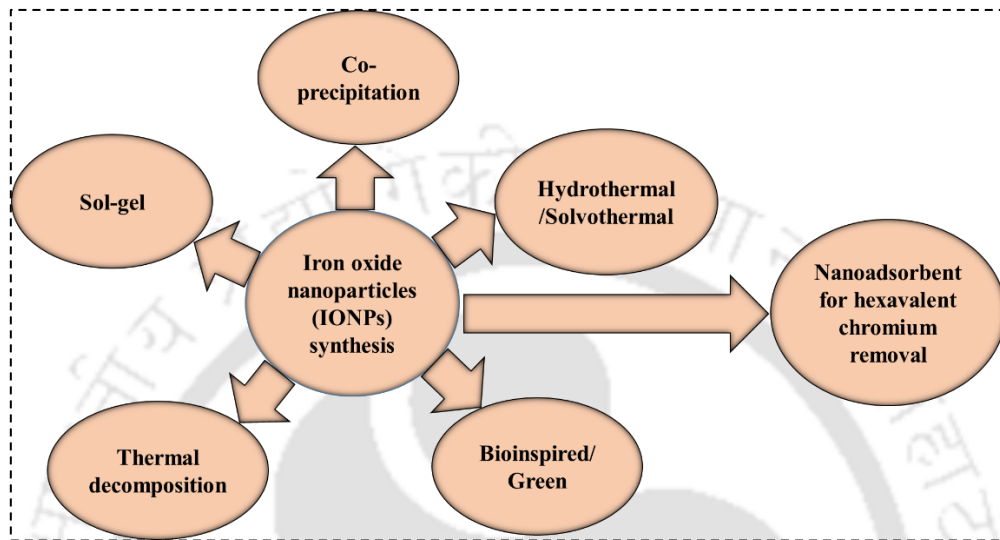 Co-
precipitation
Sol-gel
Hydrothermal
/Solvothermal
Iron oxide
nanoparticles
(IONPs)
synthesis
Nanoadsorbent
for hexavalent
chromium
removal
Thermal
decomposition
Bioinspired/
Green